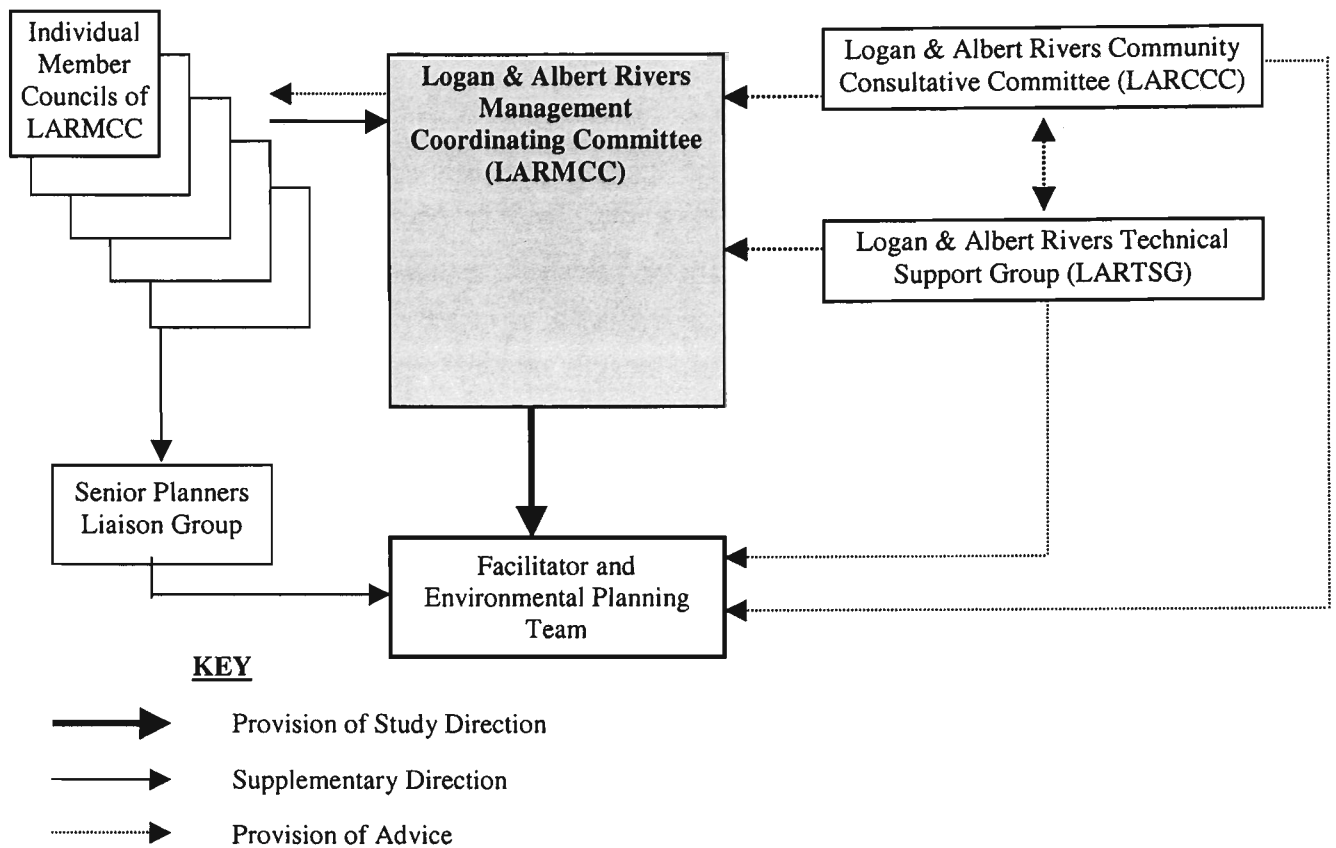 Individual
Member
Councils of
LARMCC
Logan & Albert Rivers
Management
Coordinating Committee
(LARMCC)
Logan & Albert Rivers Community
Consultative Committee (LARCCC)
Logan & Albert Rivers Technical
Support Group (LARTSG)
Senior Planners
Liaison Group
Facilitator and
Environmental Planning
Team
KEY
Provision of Study Direction
Supplementary Direction
Provision of Advice